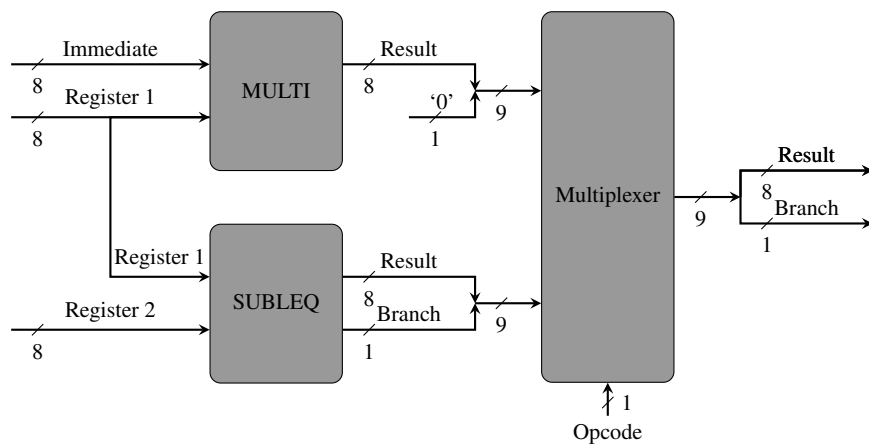 Immediate
8
Register 1
8
MULTI
Result
8
‘0’
1
9
Register 1
Register 2
8
SUBLEQ
Result
8
Branch
1
9
Multiplexer
1
Opcode
9
Result
8
Branch
1